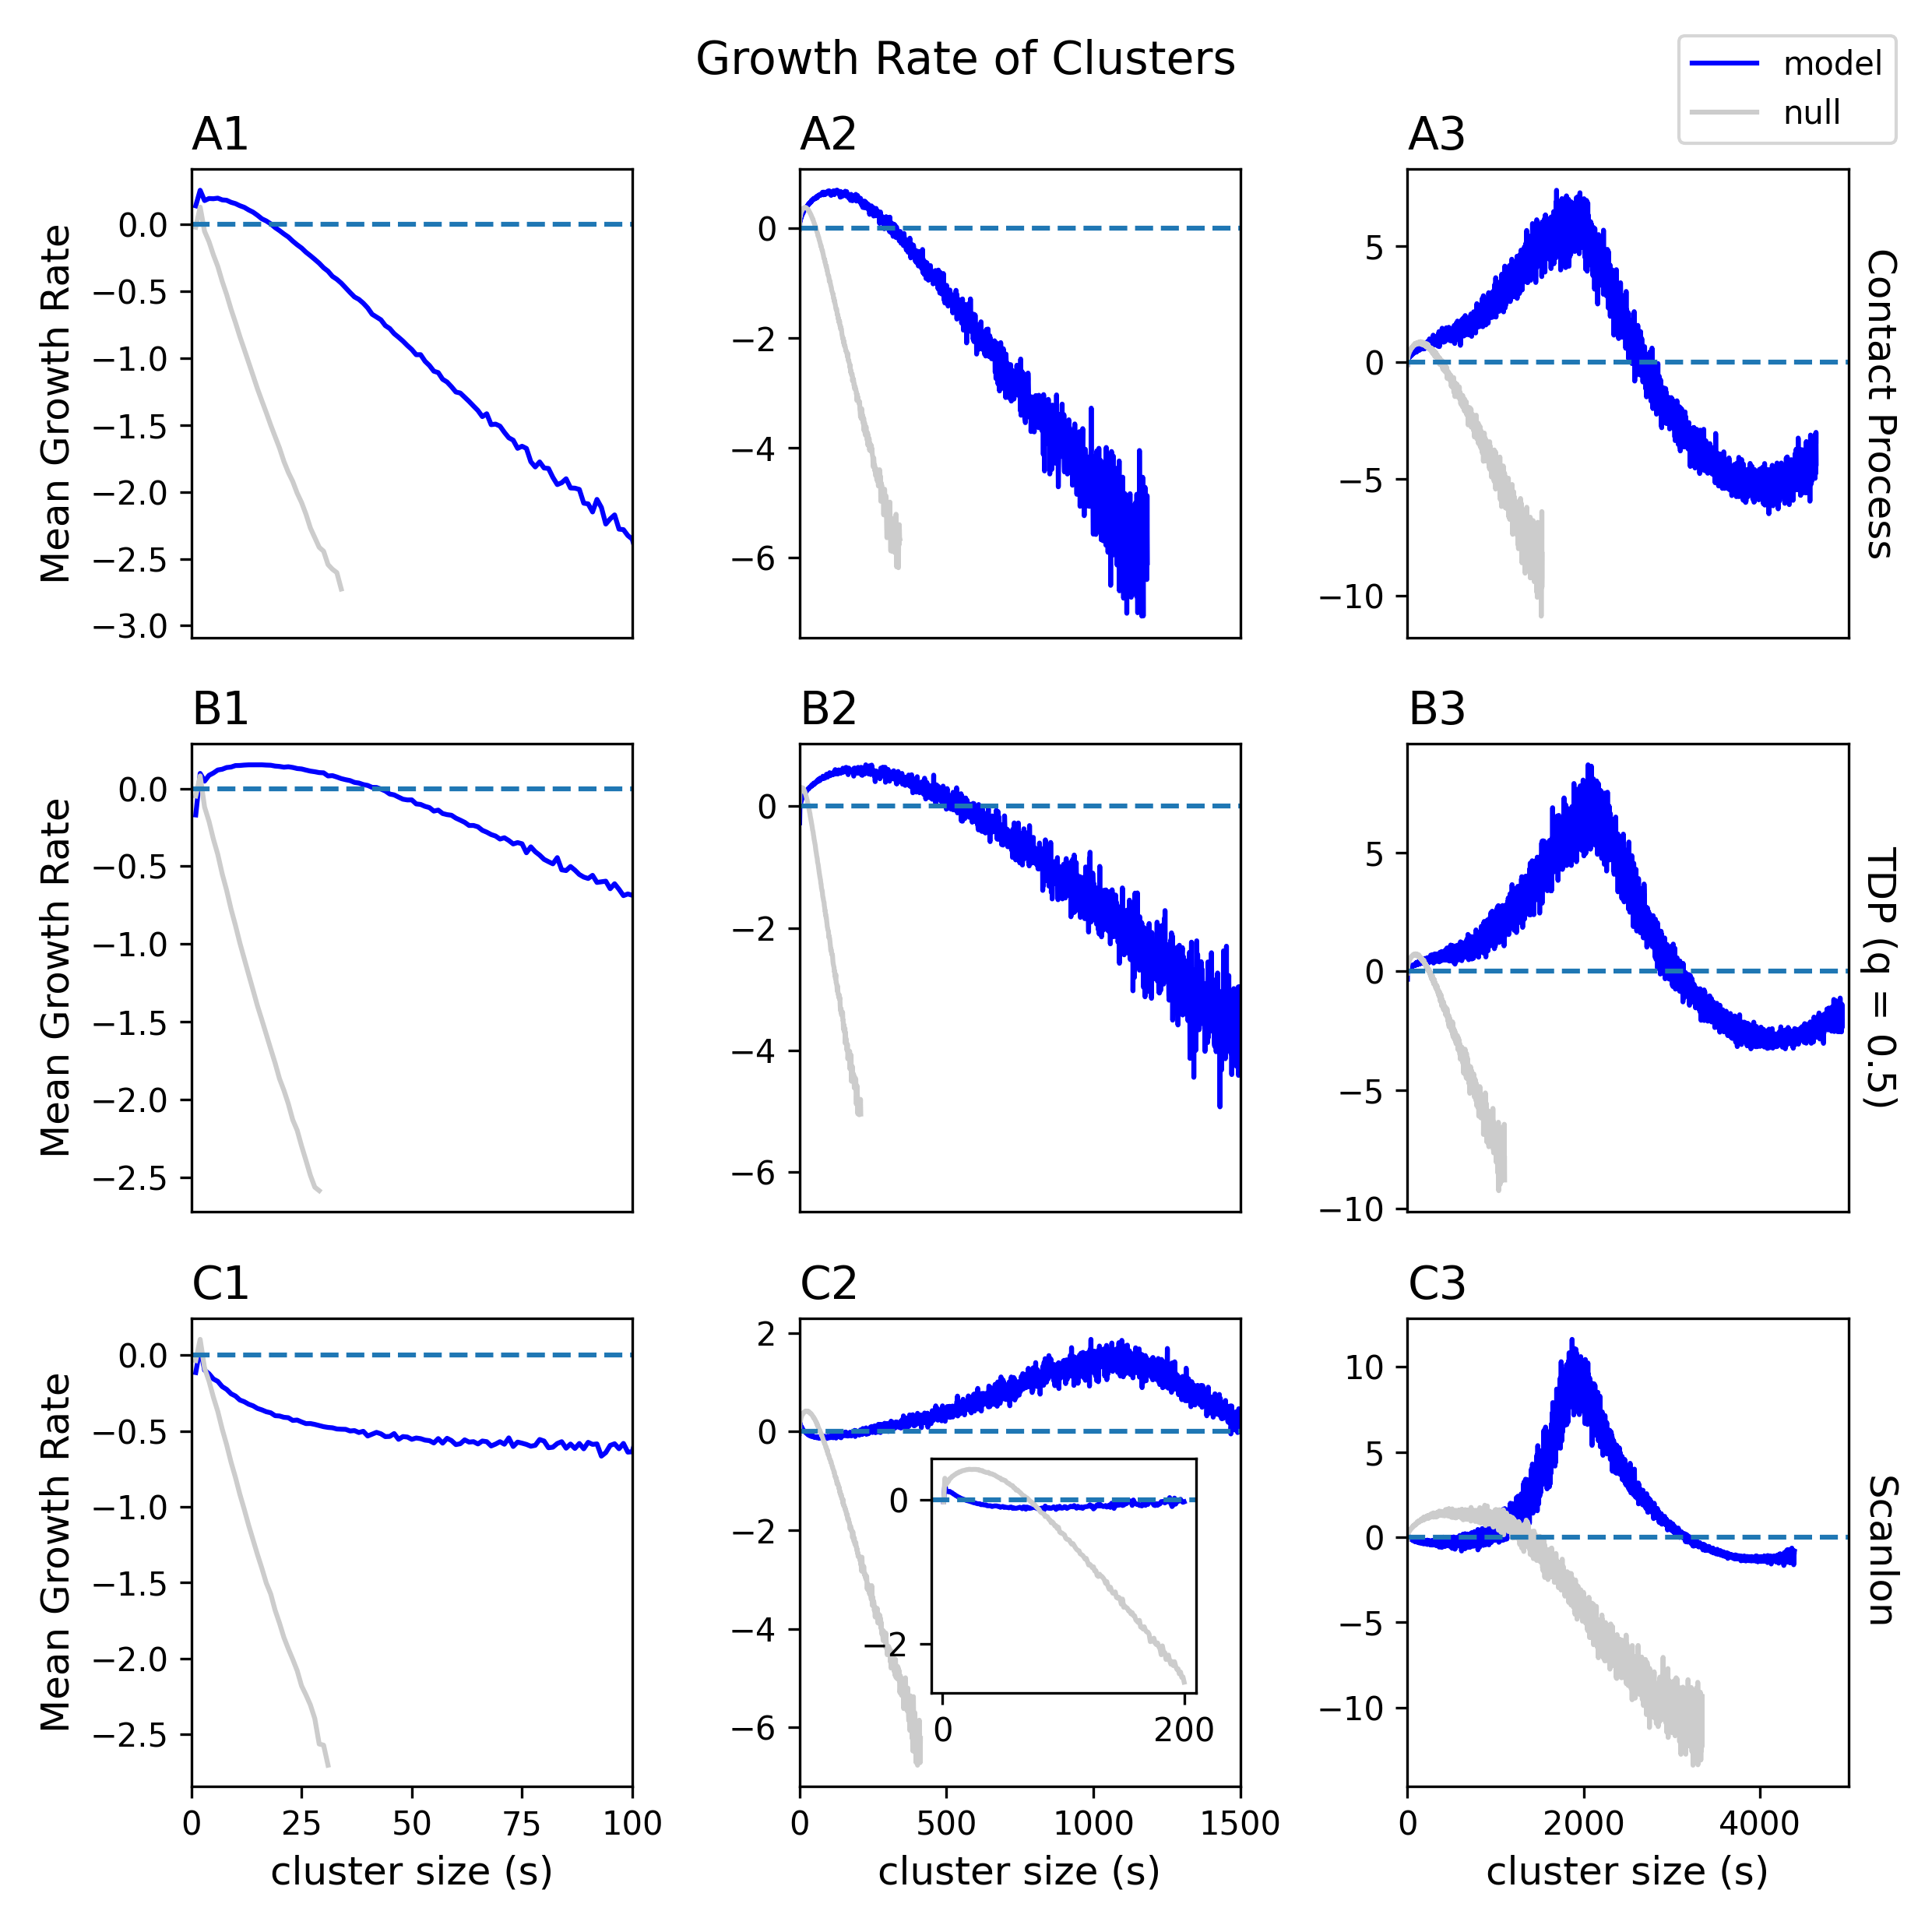 Growth Rate of Clusters
model
null
A1
A2
A3
Mean Growth Rate
0.0
−0.5
−1.0
−1.5
−2.0
−2.5
−3.0
0
−2
−4
−6
5
0
−5
−10
Contact Process
B1
B2
B3
Mean Growth Rate
0.0
−0.5
−1.0
−1.5
−2.0
−2.5
0
−2
−4
−6
5
0
−5
−10
TDP (q = 0.5)
C1
C2
C3
Mean Growth Rate
0.0
−0.5
−1.0
−1.5
−2.0
−2.5
0 25 50 75 100
cluster size (s)
2
0
−2
−4
−6
0
−2
0 200
0 500 1000 1500
cluster size (s)
10
5
0
−5
−10
0 2000 4000
cluster size (s)
Scanlon